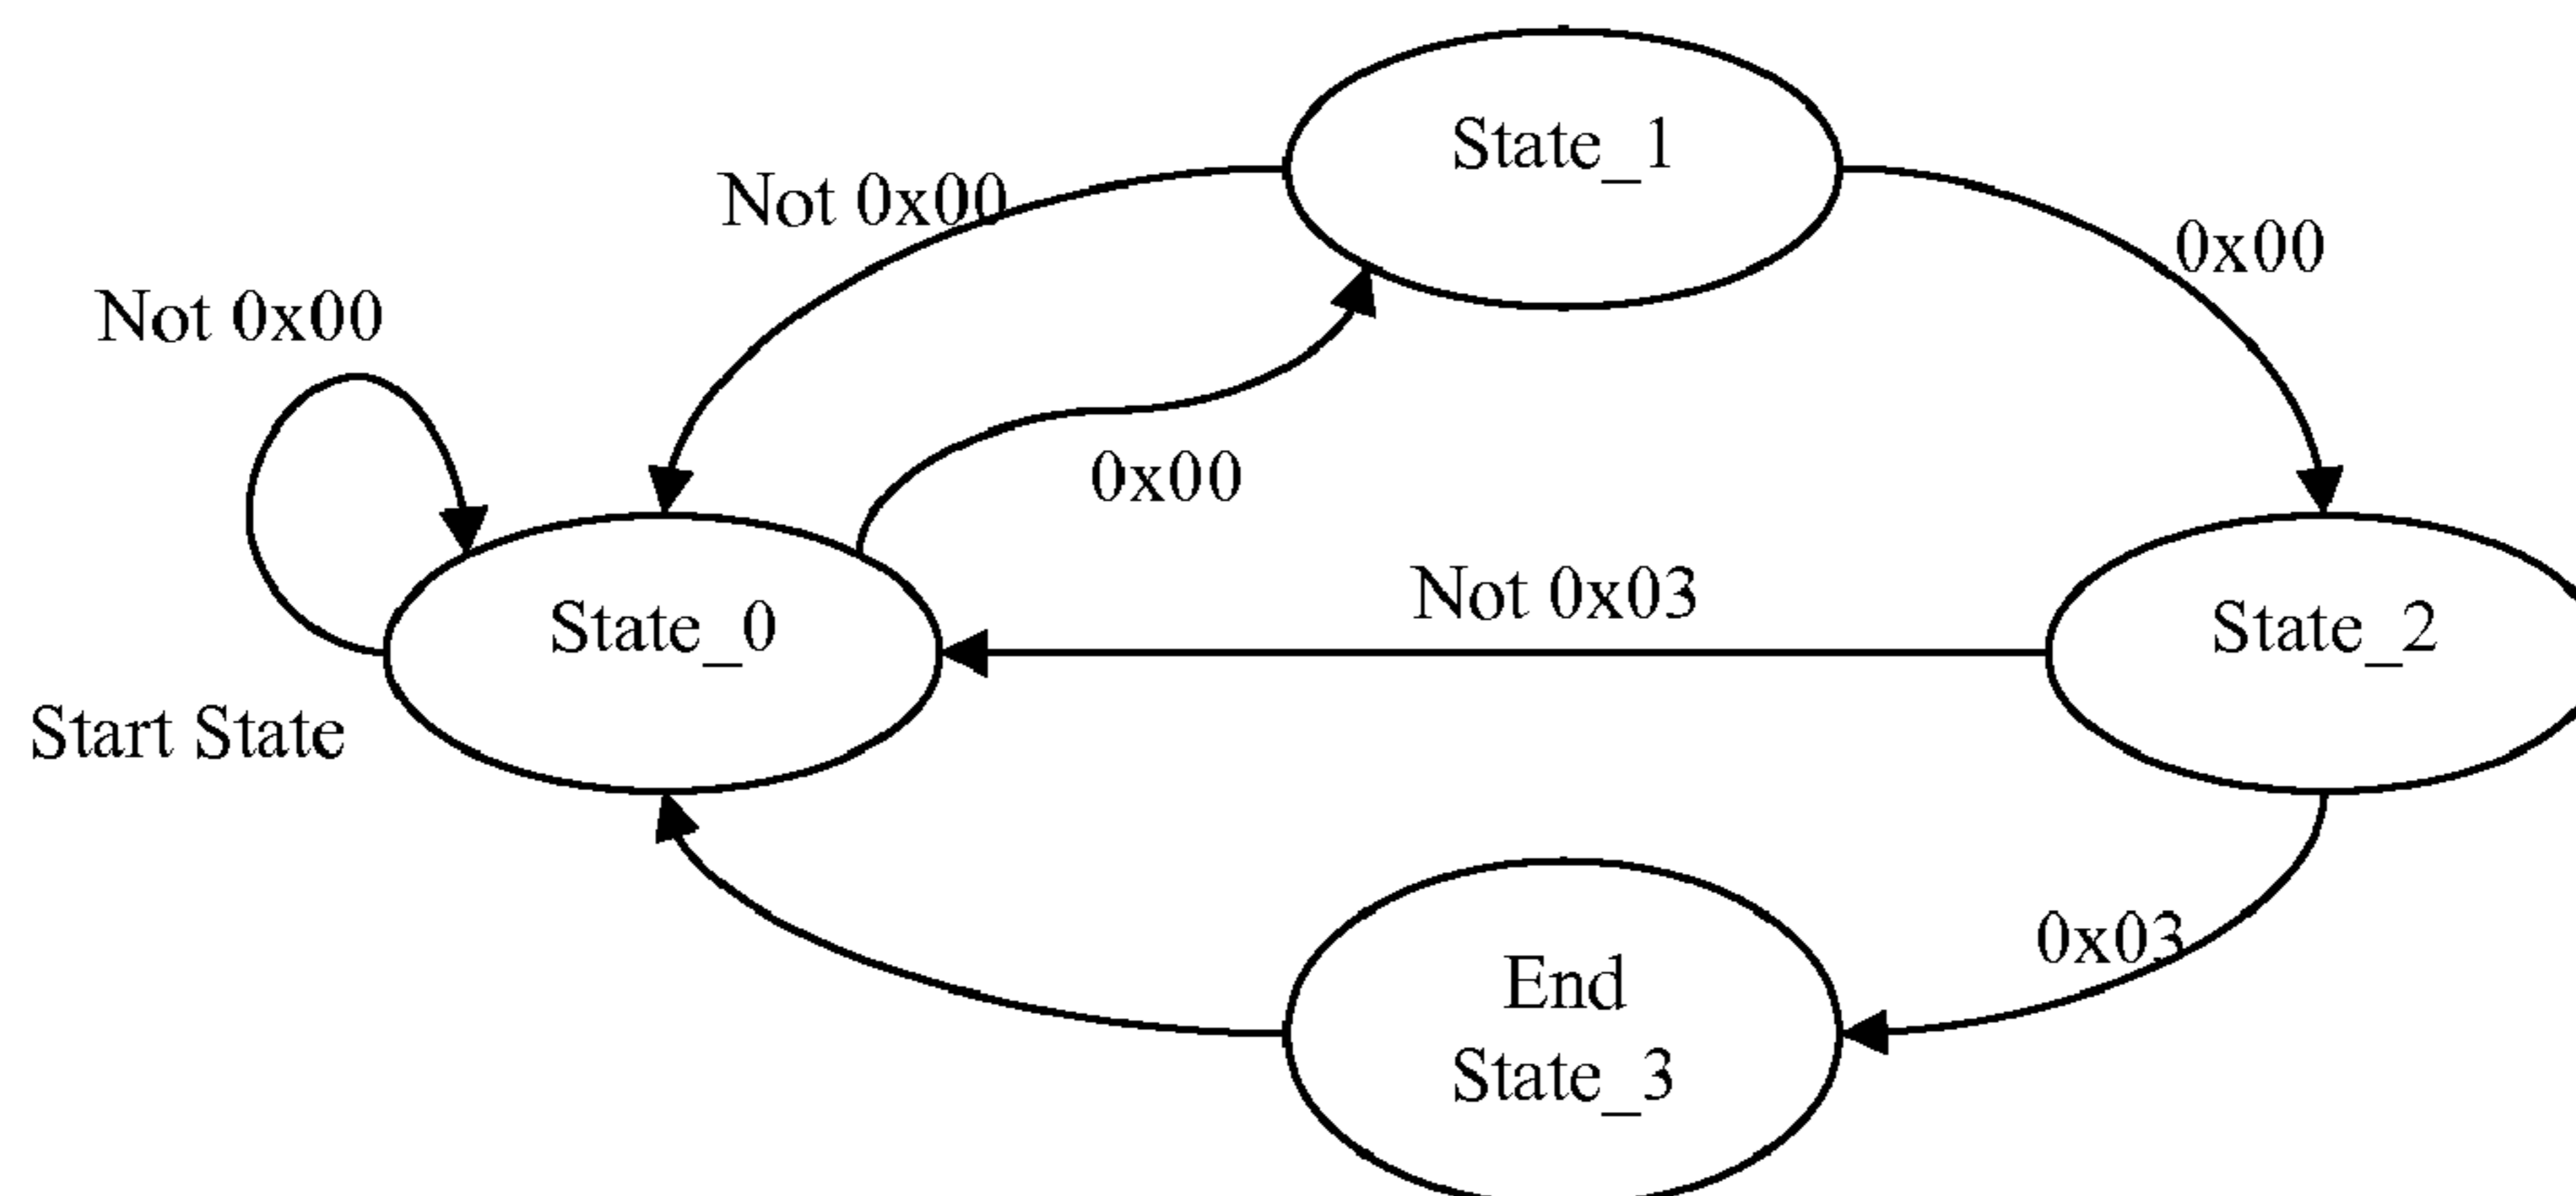 State_1
Not 0x00
0x00
Not 0x00
0x00
Not 0x03
State_0
State_2
Start State
0x03
End
State_3